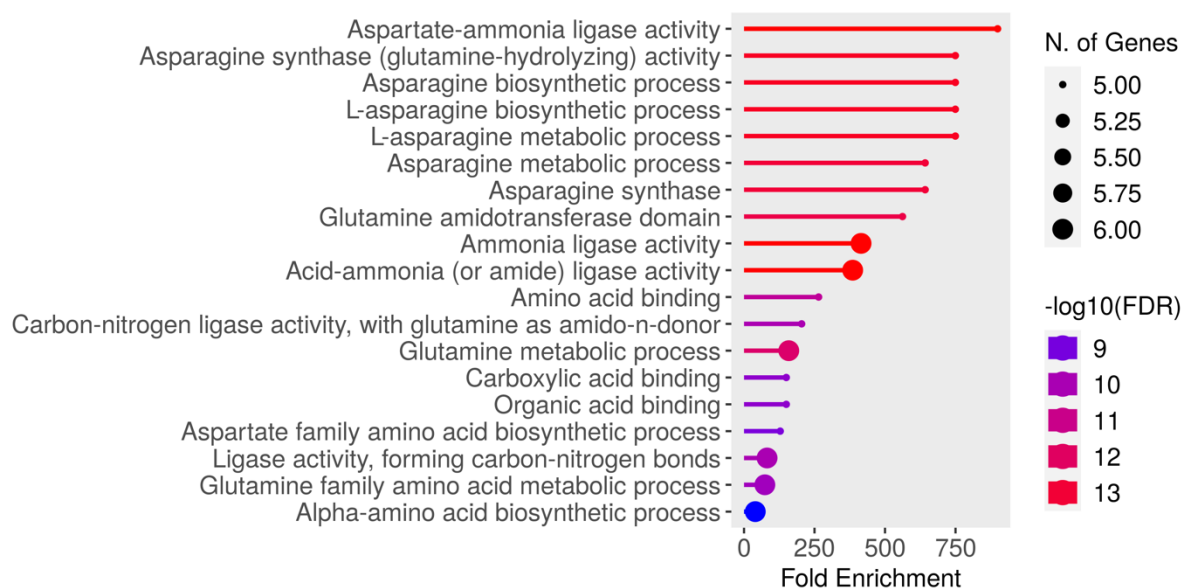 Aspartate-ammonia ligase activity
Asparagine synthase (glutamine-hydrolyzing) activity
Asparagine biosynthetic process
L-asparagine biosynthetic process
L-asparagine metabolic process
Asparagine metabolic process
Asparagine synthase
Glutamine amidotransferase domain
Ammonia ligase activity
Acid-ammonia (or amide) ligase activity
Amino acid binding
Carbon-nitrogen ligase activity, with glutamine as amido-n-donor
Glutamine metabolic process
Carboxylic acid binding
Organic acid binding
Aspartate family amino acid biosynthetic process
Ligase activity, forming carbon-nitrogen bonds
Glutamine family amino acid metabolic process
Alpha-amino acid biosynthetic process
0 250 500 750
Fold Enrichment
N. of Genes
5.00
5.25
5.50
5.75
6.00
-log10(FDR)
9
10
11
12
13